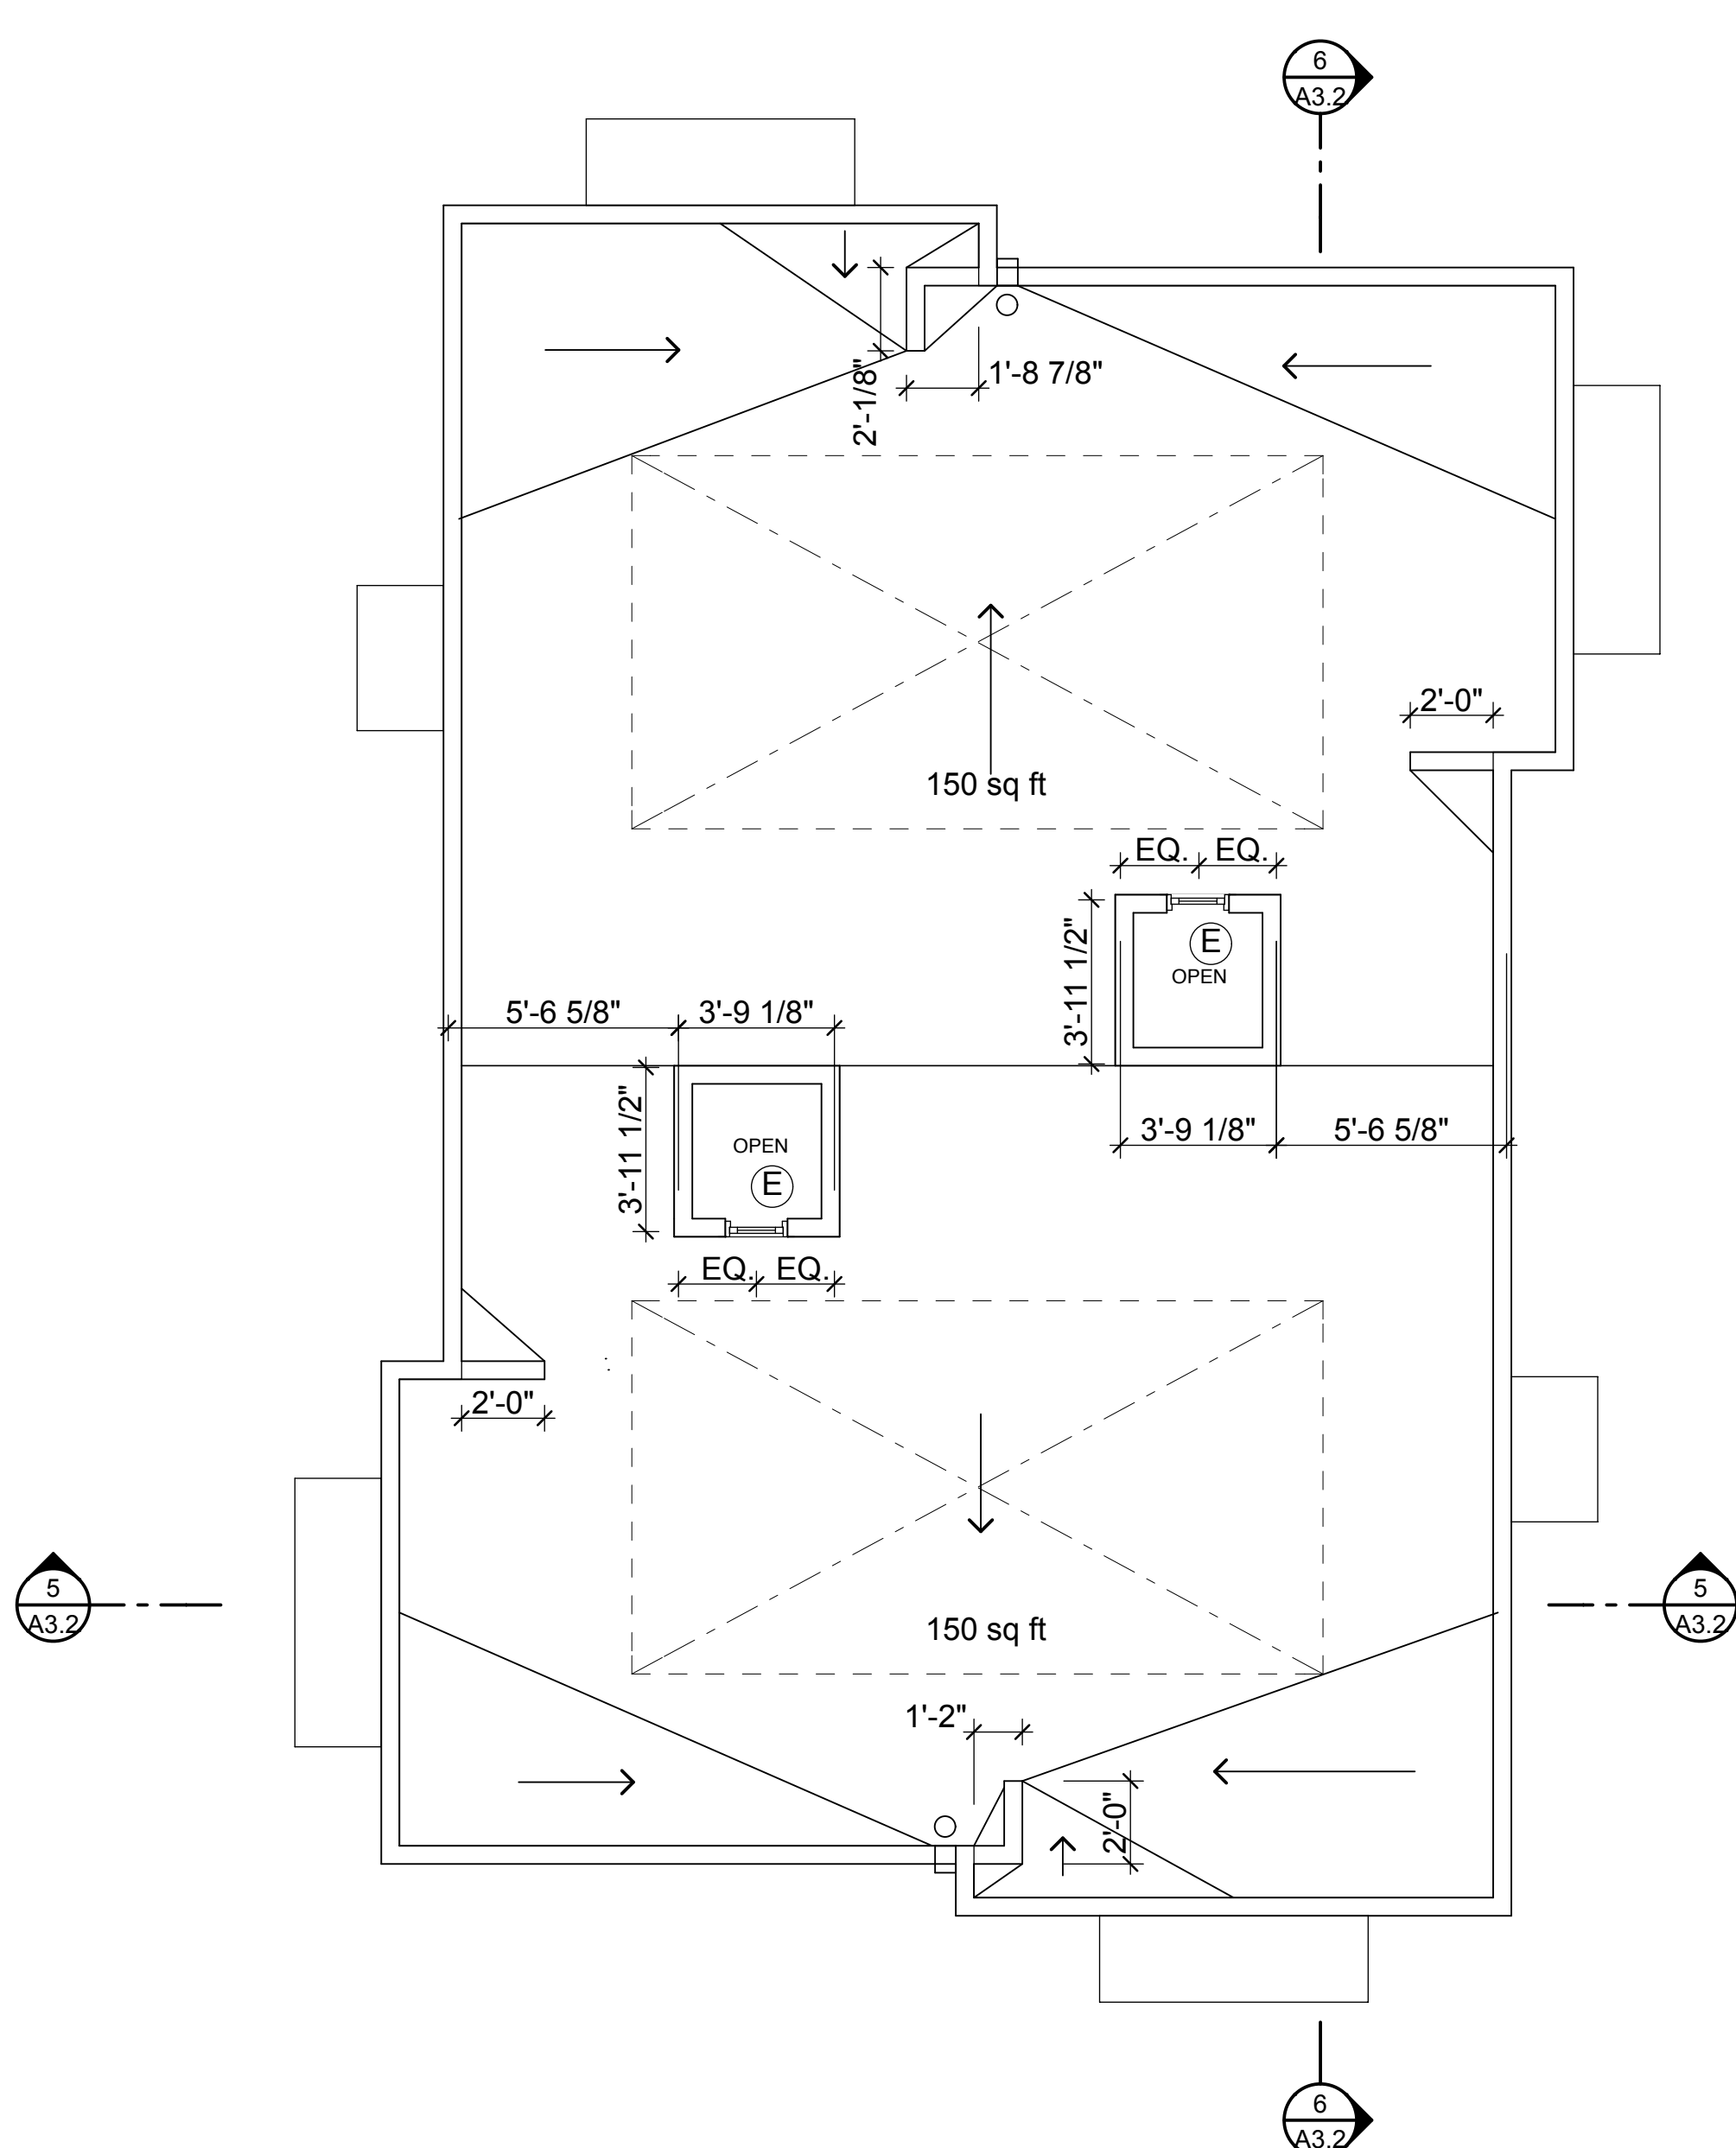 6
A3.2
1'-8 7/8"
2'-1/8"
2'-0"
150 sq ft
EQ. EQ.
3'-11 1/2"
E
OPEN
5'-6 5/8" 3'-9 1/8"
3'-11 1/2"
3'-9 1/8" 5'-6 5/8"
OPEN
E
EQ. EQ.
2'-0"
5
A3.2
5
A3.2
150 sq ft
1'-2"
2'-0"
6
A3.2